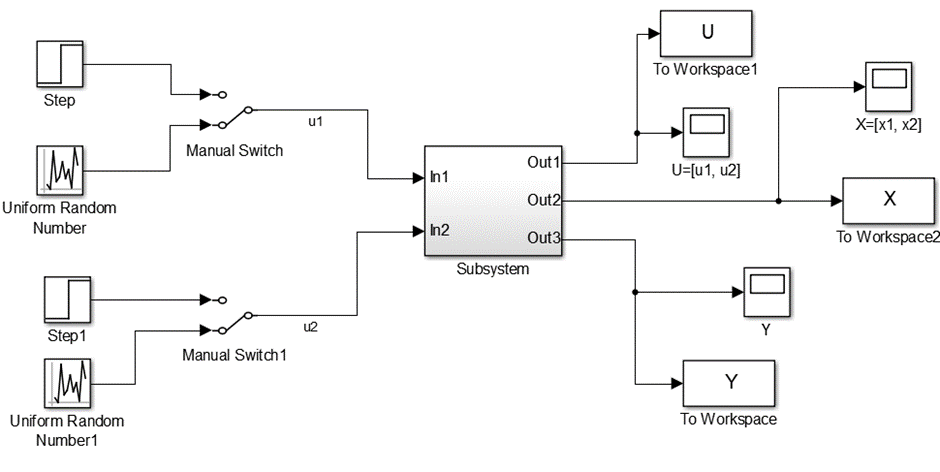 U
To Workspace1
Step
X=[x1, x2]
u1
Manual Switch
U=[u1, u2]
Out1
In1
Out2
X
Uniform Random
Number
To Workspace2
In2
Out3
Subsystem
Step1
u2
Y
Manual Switch1
Y
Uniform Random
Number1
To Workspace